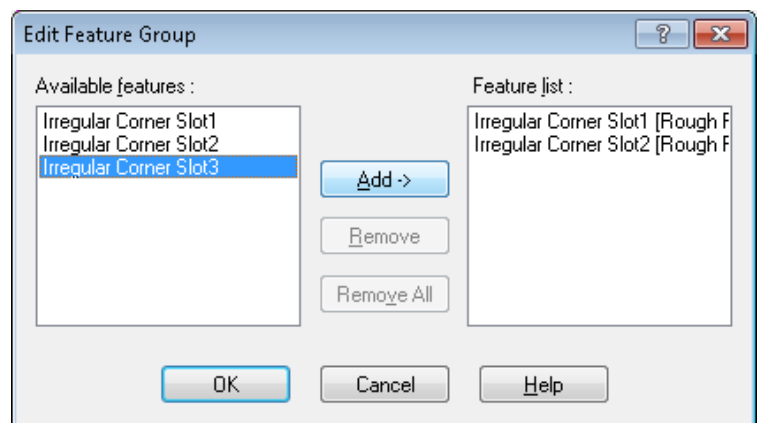 Edit Feature Group
?
Available features :
Irregular Corner Slot1
Irregular Corner Slot2
Irregular Corner Slot3
Add ->
Remove
Remove All
Feature list :
Irregular Corner Slot1 [Rough F
Irregular Corner Slot2 [Rough F
OK
Cancel
Help